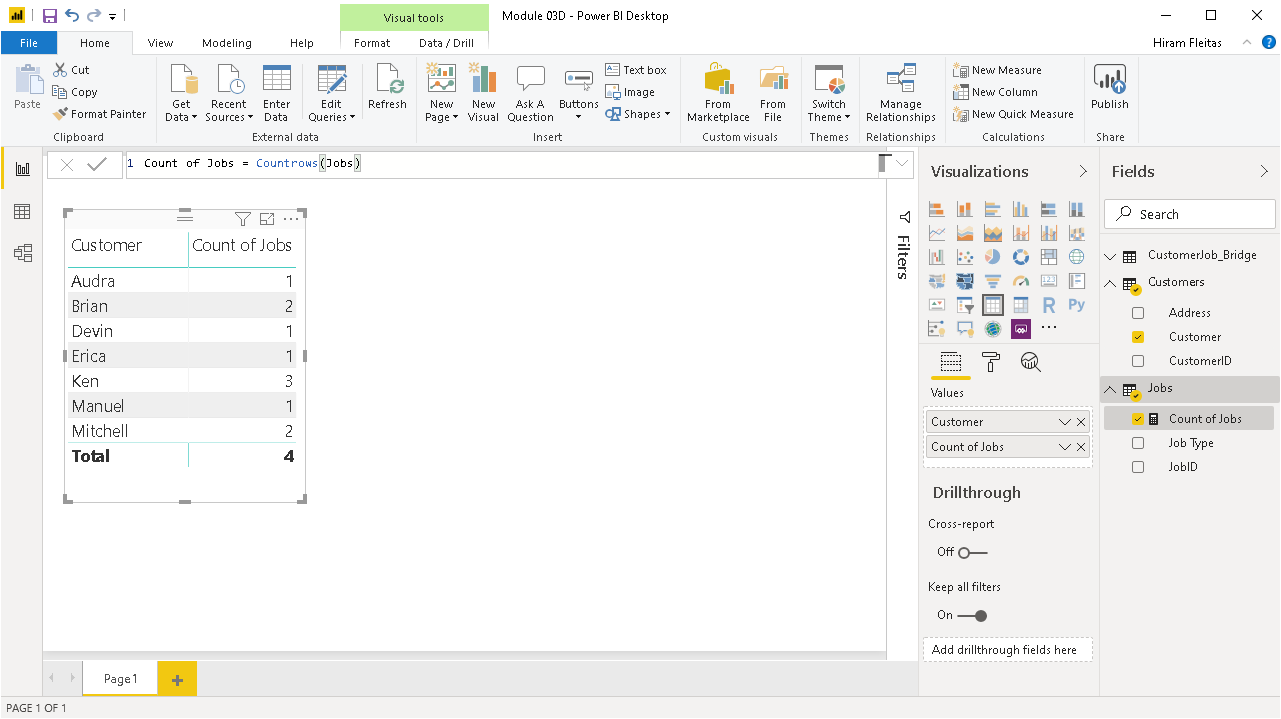 Visual tools
Module 03D - Power BI Desktop
File
Home
View
Modeling
Help
Format
Data / Drill
Hiram Fleitas
?
Paste
Cut
Copy
Format Painter
Clipboard
Get Data
Recent Sources
Enter Data
Edit Queries
External data
Refresh
New Page
New Visual
Ask A Question
Buttons
Text box
Image
Shapes
Insert
From Marketplace
From File
Custom visuals
Switch Theme
Themes
Manage Relationships
Relationships
New Measure
New Column
New Quick Measure
Calculations
Publish
Share
1 Count of Jobs = Countrows(Jobs)
Customer Count of Jobs
Audra 1
Brian 2
Devin 1
Erica 1
Ken 3
Manuel 1
Mitchell 2
Total 4
Filters
Visualizations
123
R
Py
Values
Customer
Count of Jobs
Drillthrough
Cross-report
Off
Keep all filters
On
Add drillthrough fields here
Fields
Search
CustomerJob_Bridge
Customers
Address
Customer
CustomerID
Jobs
Count of Jobs
Job Type
JobID
Page1
PAGE 1 OF 1